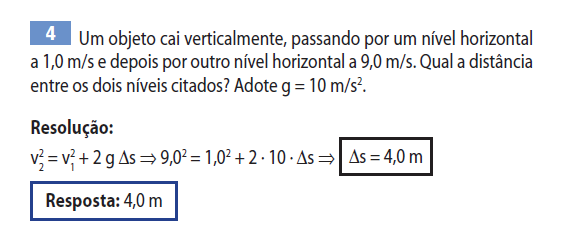 4 Um objeto cai verticalmente, passando por um nível horizontal
a 1,0 m/s e depois por outro nível horizontal a 9,0 m/s. Qual a distância
entre os dois níveis citados? Adote g = 10 m/s².
Resolução:
v₂² = v₁² + 2 g Δs ⇒ 9,0² = 1,0² + 2 · 10 · Δs ⇒ Δs = 4,0 m
Resposta: 4,0 m